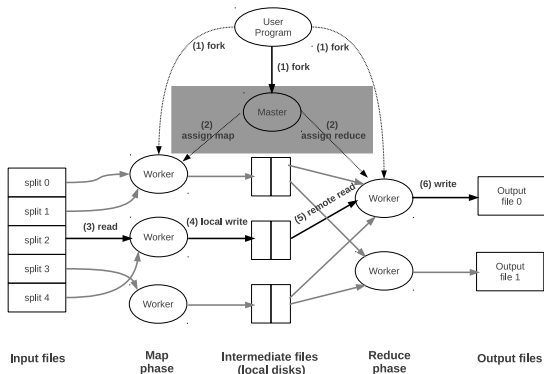 User
Program
(1) fork
(1) fork
(1) fork
Master
(2)
assign map
(2)
assign reduce
split 0
split 1
split 2
split 3
split 4
(3) read
Worker
Worker
Worker
(4) local write
(5) remote read
Worker
Worker
(6) write
Output
file 0
Output
file 1
Input files
Map
phase
Intermediate files
(local disks)
Reduce
phase
Output files